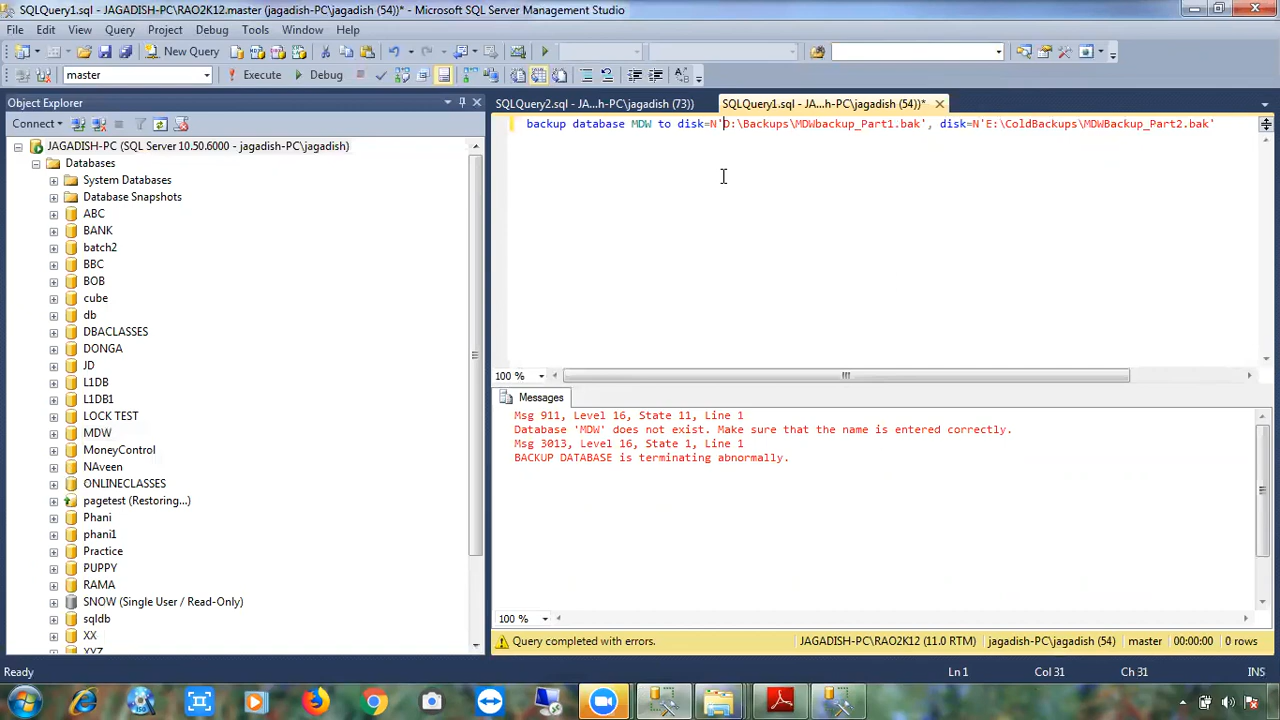 SQLQuery1.sql - JAGADISH-PC\RAO2K12.master (jagadish-PC\jagadish (54))* - Microsoft SQL Server Management Studio
File Edit View Query Project Debug Tools Window Help
New Query
master Execute Debug
Object Explorer
SQLQuery2.sql - JA...h-PC\jagadish (73)) SQLQuery1.sql - JA...h-PC\jagadish (54))*
Connect
backup database MDW to disk=N'D:\Backups\MDWbackup_Part1.bak', disk=N'E:\ColdBackups\MDWBackup_Part2.bak'
JAGADISH-PC (SQL Server 10.50.6000 - jagadish-PC\jagadish)
Databases
System Databases
Database Snapshots
ABC
BANK
batch2
BBC
BOB
cube
db
DBACLASSES
DONGA
JD
L1DB
L1DB1
LOCK TEST
MDW
MoneyControl
NAveen
ONLINECLASSES
pagetest (Restoring...)
Phani
phani1
Practice
PUPPY
RAMA
SNOW (Single User / Read-Only)
sqldb
XX
XYZ
100 %
Messages
Msg 911, Level 16, State 11, Line 1
Database 'MDW' does not exist. Make sure that the name is entered correctly.
Msg 3013, Level 16, State 1, Line 1
BACKUP DATABASE is terminating abnormally.
100 %
Query completed with errors. JAGADISH-PC\RAO2K12 (11.0 RTM) jagadish-PC\jagadish (54) master 00:00:00 0 rows
Ready Ln 1 Col 31 Ch 31 INS